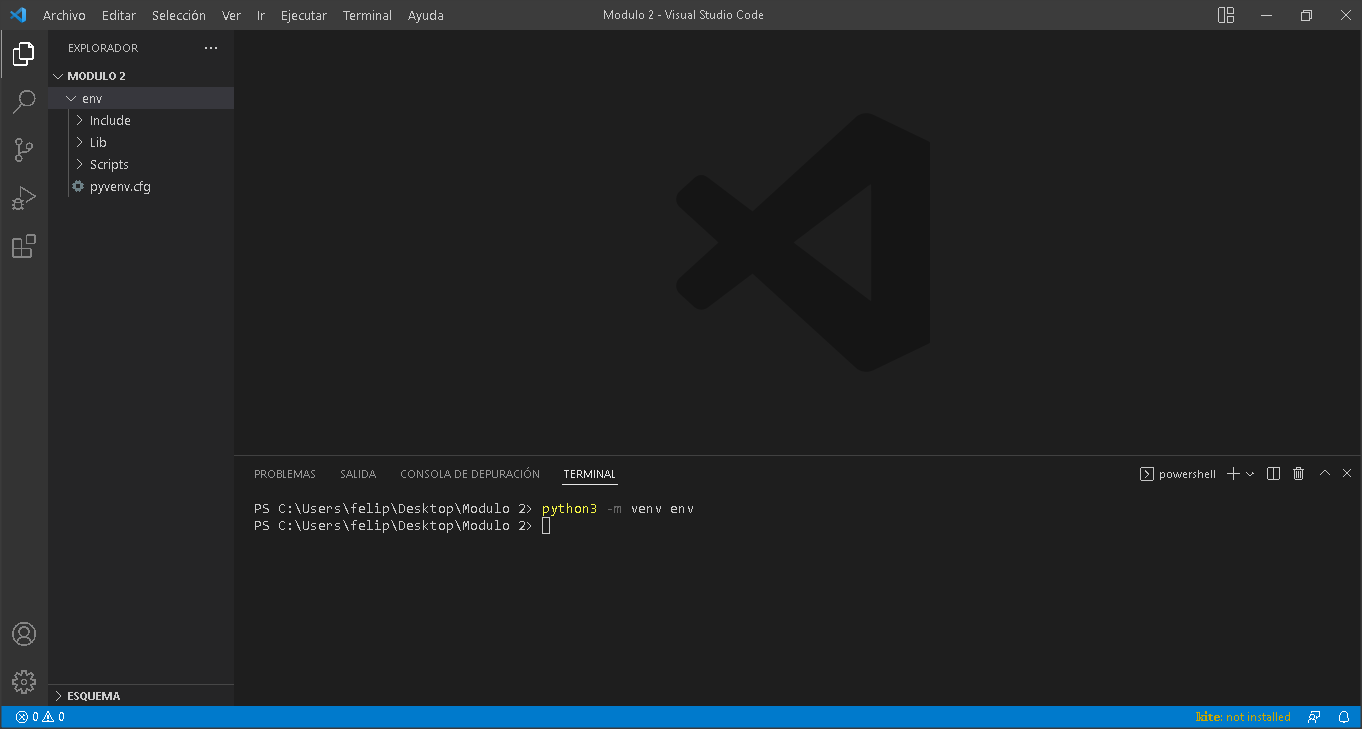 Archivo Editar Selección Ver Ir Ejecutar Terminal Ayuda Modulo 2 - Visual Studio Code
EXPLORADOR
MODULO 2
env
Include
Lib
Scripts
pyvenv.cfg
PROBLEMAS SALIDA CONSOLA DE DEPURACIÓN TERMINAL powershell
PS C:\Users\felip\Desktop\Modulo 2> python3 -m venv env
PS C:\Users\felip\Desktop\Modulo 2>
ESQUEMA
0 0 kite: not installed